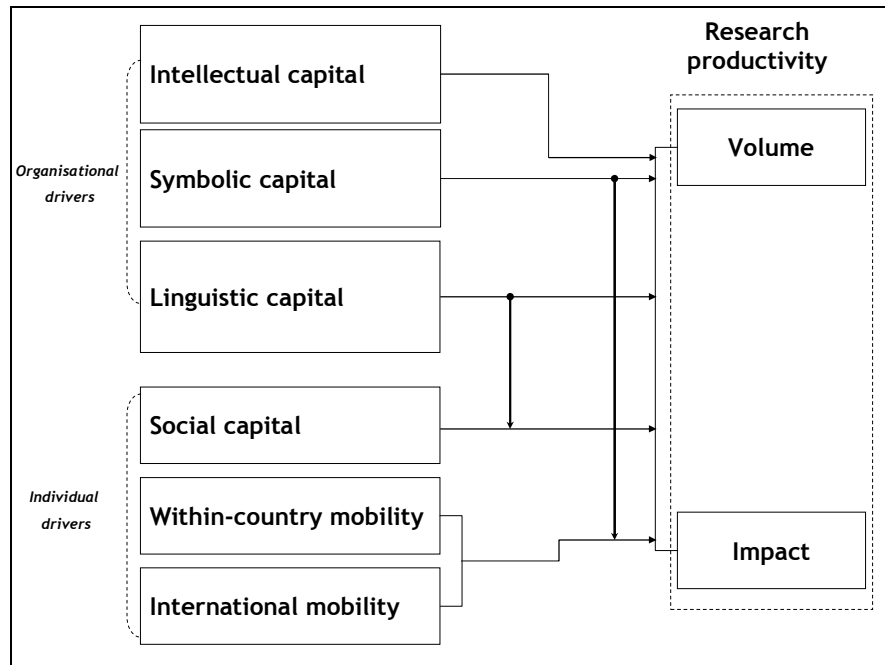 Research
productivity
Organisational
drivers
Intellectual capital
Symbolic capital
Linguistic capital
Individual
drivers
Social capital
Within-country mobility
International mobility
Volume
Impact